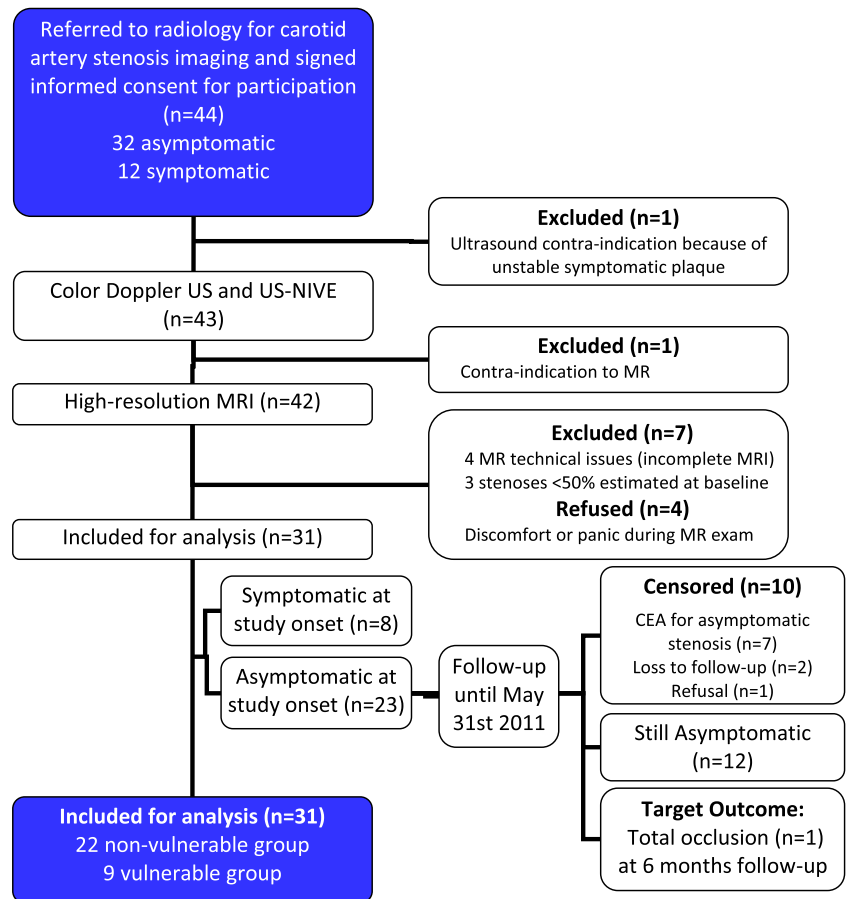 Referred to radiology for carotid
artery stenosis imaging and signed
informed consent for participation
(n=44)
32 asymptomatic
12 symptomatic
Excluded (n=1)
Ultrasound contra-indication because of
unstable symptomatic plaque
Color Doppler US and US-NIVE
(n=43)
Excluded (n=1)
Contra-indication to MR
High-resolution MRI (n=42)
Excluded (n=7)
4 MR technical issues (incomplete MRI)
3 stenoses <50% estimated at baseline
Refused (n=4)
Discomfort or panic during MR exam
Included for analysis (n=31)
Symptomatic at
study onset (n=8)
Asymptomatic at
study onset (n=23)
Follow-up
until May
31st 2011
Censored (n=10)
CEA for asymptomatic
stenosis (n=7)
Loss to follow-up (n=2)
Refusal (n=1)
Still Asymptomatic
(n=12)
Target Outcome:
Total occlusion (n=1)
at 6 months follow-up
Included for analysis (n=31)
22 non-vulnerable group
9 vulnerable group